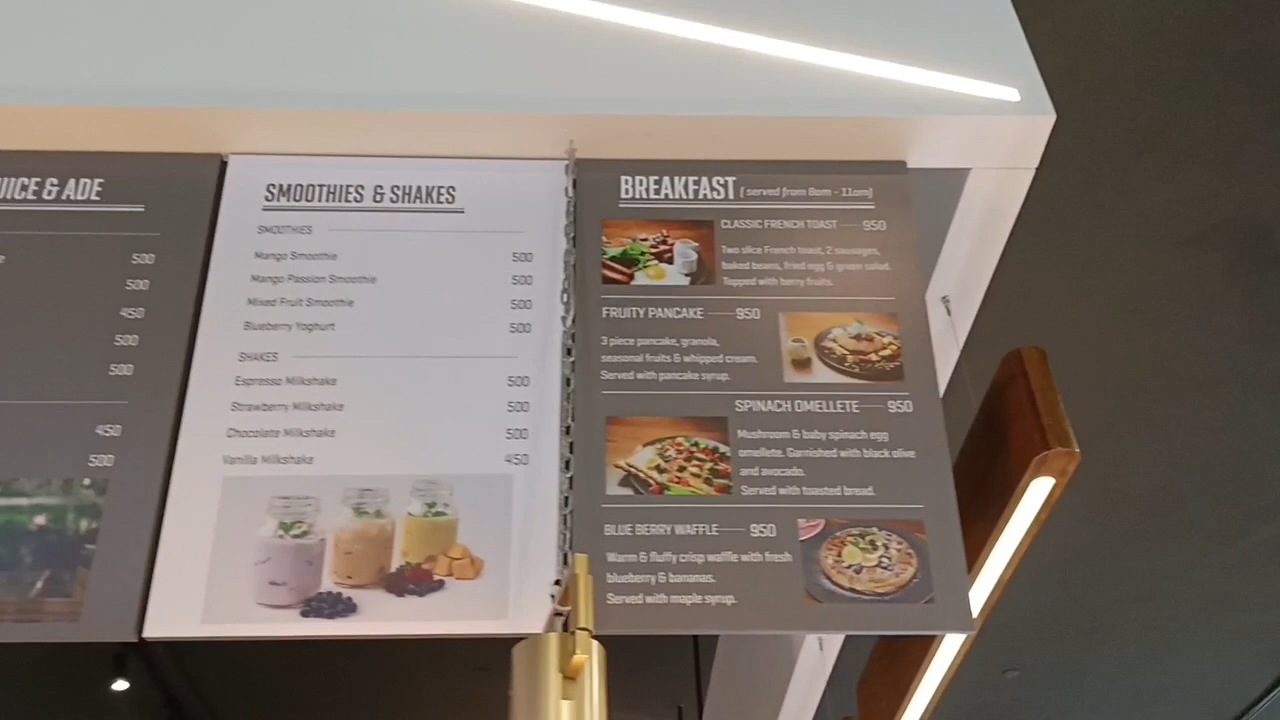 UICE & ADE
500
500
450
500
500
450
500
SMOOTHIES & SHAKES
SMOOTHIES
Mango Smoothie 500
Mango Passion Smoothie 500
Mixed Fruit Smoothie 500
Blueberry Yoghurt 500
SHAKES
Espresso Milkshake 500
Strawberry Milkshake 500
Chocolate Milkshake 500
Vanilla Milkshake 450
BREAKFAST ( served from 8am - 11am)
CLASSIC FRENCH TOAST 950
Two slice French toast, 2 sausages,
baked beans, fried egg & green salad.
Topped with berry fruits.
FRUITY PANCAKE 950
3 piece pancake, granola,
seasonal fruits & whipped cream.
Served with pancake syrup.
SPINACH OMELLETE 950
Mushroom & baby spinach egg
omellete. Garnished with black olive
and avocado.
Served with toasted bread.
BLUE BERRY WAFFLE 950
Warm & fluffy crisp waffle with fresh
blueberry & bananas.
Served with maple syrup.